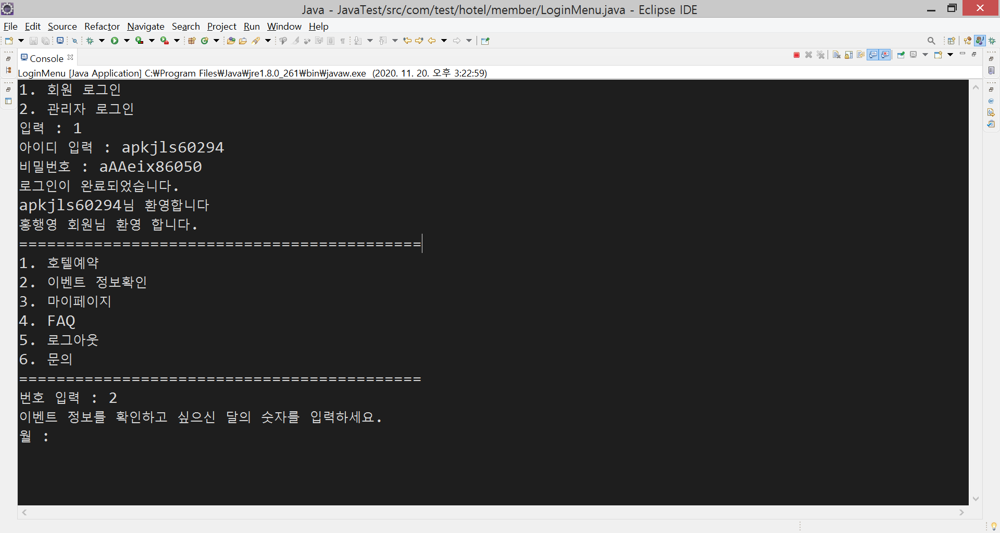 Java - JavaTest/src/com/test/hotel/member/LoginMenu.java - Eclipse IDE
File Edit Source Refactor Navigate Search Project Run Window Help
Console
LoginMenu [Java Application] C:₩Program Files₩Java₩jre1.8.0_261₩bin₩javaw.exe (2020. 11. 20. 오후 3:22:59)
1. 회원 로그인
2. 관리자 로그인
입력 : 1
아이디 입력 : apkjls60294
비밀번호 : aAAeix86050
로그인이 완료되었습니다.
apkjls60294님 환영합니다
홍행영 회원님 환영 합니다.
===========================================
1. 호텔예약
2. 이벤트 정보확인
3. 마이페이지
4. FAQ
5. 로그아웃
6. 문의
===========================================
번호 입력 : 2
이벤트 정보를 확인하고 싶으신 달의 숫자를 입력하세요.
월 :